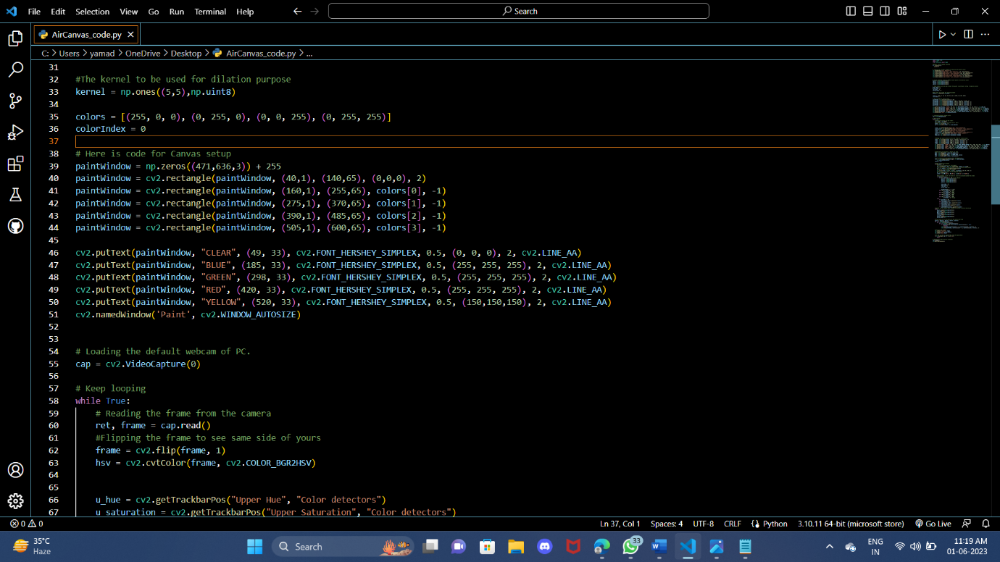 File Edit Selection View Go Run Terminal Help Search
AirCanvas_code.py
C: > Users > yamad > OneDrive > Desktop > AirCanvas_code.py > ...
31
32 #The kernel to be used for dilation purpose
33 kernel = np.ones((5,5),np.uint8)
34
35 colors = [(255, 0, 0), (0, 255, 0), (0, 0, 255), (0, 255, 255)]
36 colorIndex = 0
37
38 # Here is code for Canvas setup
39 paintWindow = np.zeros((471,636,3)) + 255
40 paintWindow = cv2.rectangle(paintWindow, (40,1), (140,65), (0,0,0), 2)
41 paintWindow = cv2.rectangle(paintWindow, (160,1), (255,65), colors[0], -1)
42 paintWindow = cv2.rectangle(paintWindow, (275,1), (370,65), colors[1], -1)
43 paintWindow = cv2.rectangle(paintWindow, (390,1), (485,65), colors[2], -1)
44 paintWindow = cv2.rectangle(paintWindow, (505,1), (600,65), colors[3], -1)
45
46 cv2.putText(paintWindow, "CLEAR", (49, 33), cv2.FONT_HERSHEY_SIMPLEX, 0.5, (0, 0, 0), 2, cv2.LINE_AA)
47 cv2.putText(paintWindow, "BLUE", (185, 33), cv2.FONT_HERSHEY_SIMPLEX, 0.5, (255, 255, 255), 2, cv2.LINE_AA)
48 cv2.putText(paintWindow, "GREEN", (298, 33), cv2.FONT_HERSHEY_SIMPLEX, 0.5, (255, 255, 255), 2, cv2.LINE_AA)
49 cv2.putText(paintWindow, "RED", (420, 33), cv2.FONT_HERSHEY_SIMPLEX, 0.5, (255, 255, 255), 2, cv2.LINE_AA)
50 cv2.putText(paintWindow, "YELLOW", (520, 33), cv2.FONT_HERSHEY_SIMPLEX, 0.5, (150,150,150), 2, cv2.LINE_AA)
51 cv2.namedWindow('Paint', cv2.WINDOW_AUTOSIZE)
52
53
54 # Loading the default webcam of PC.
55 cap = cv2.VideoCapture(0)
56
57 # Keep looping
58 while True:
59 # Reading the frame from the camera
60 ret, frame = cap.read()
61 #Flipping the frame to see same side of yours
62 frame = cv2.flip(frame, 1)
63 hsv = cv2.cvtColor(frame, cv2.COLOR_BGR2HSV)
64
65
66 u_hue = cv2.getTrackbarPos("Upper Hue", "Color detectors")
67 u_saturation = cv2.getTrackbarPos("Upper Saturation", "Color detectors")
0 0 Ln 37, Col 1 Spaces: 4 UTF-8 CRLF Python 3.10.11 64-bit (microsoft store) Go Live
35°C
Haze
Search
33
ENG
IN
11:19 AM
01-06-2023